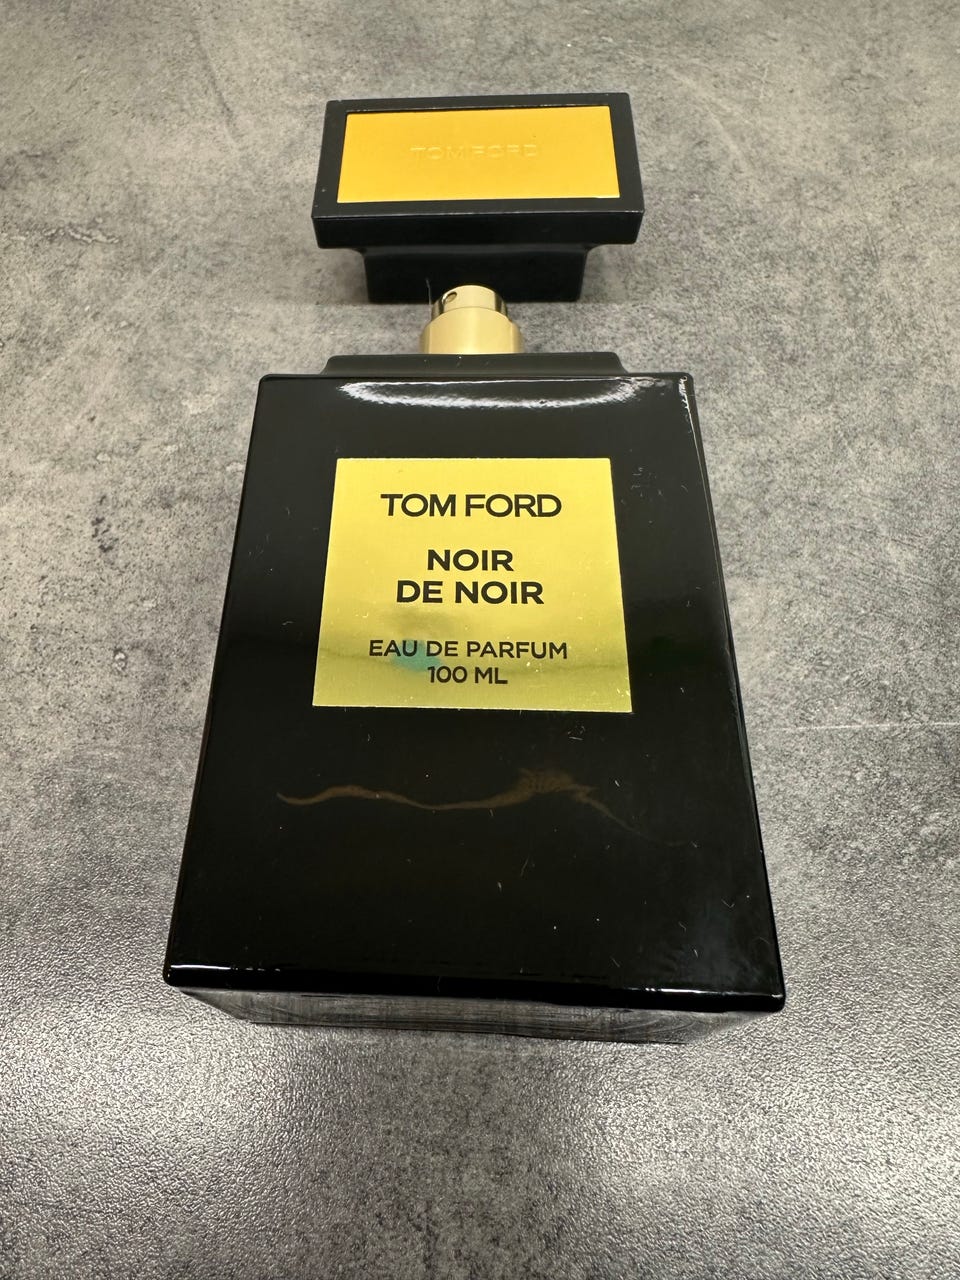 TOM FORD
TOM FORD
NOIR
DE NOIR
EAU DE PARFUM
100 ML